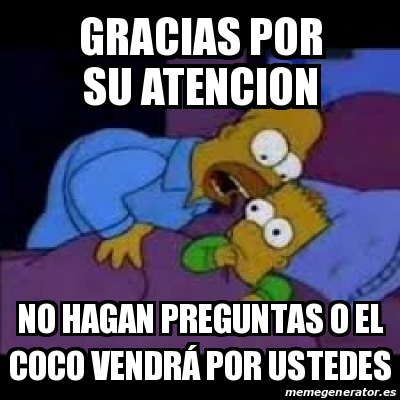 GRACIAS POR
SU ATENCION
NO HAGAN PREGUNTAS O EL
COCO VENDRÁ POR USTEDES
memegenerator.es